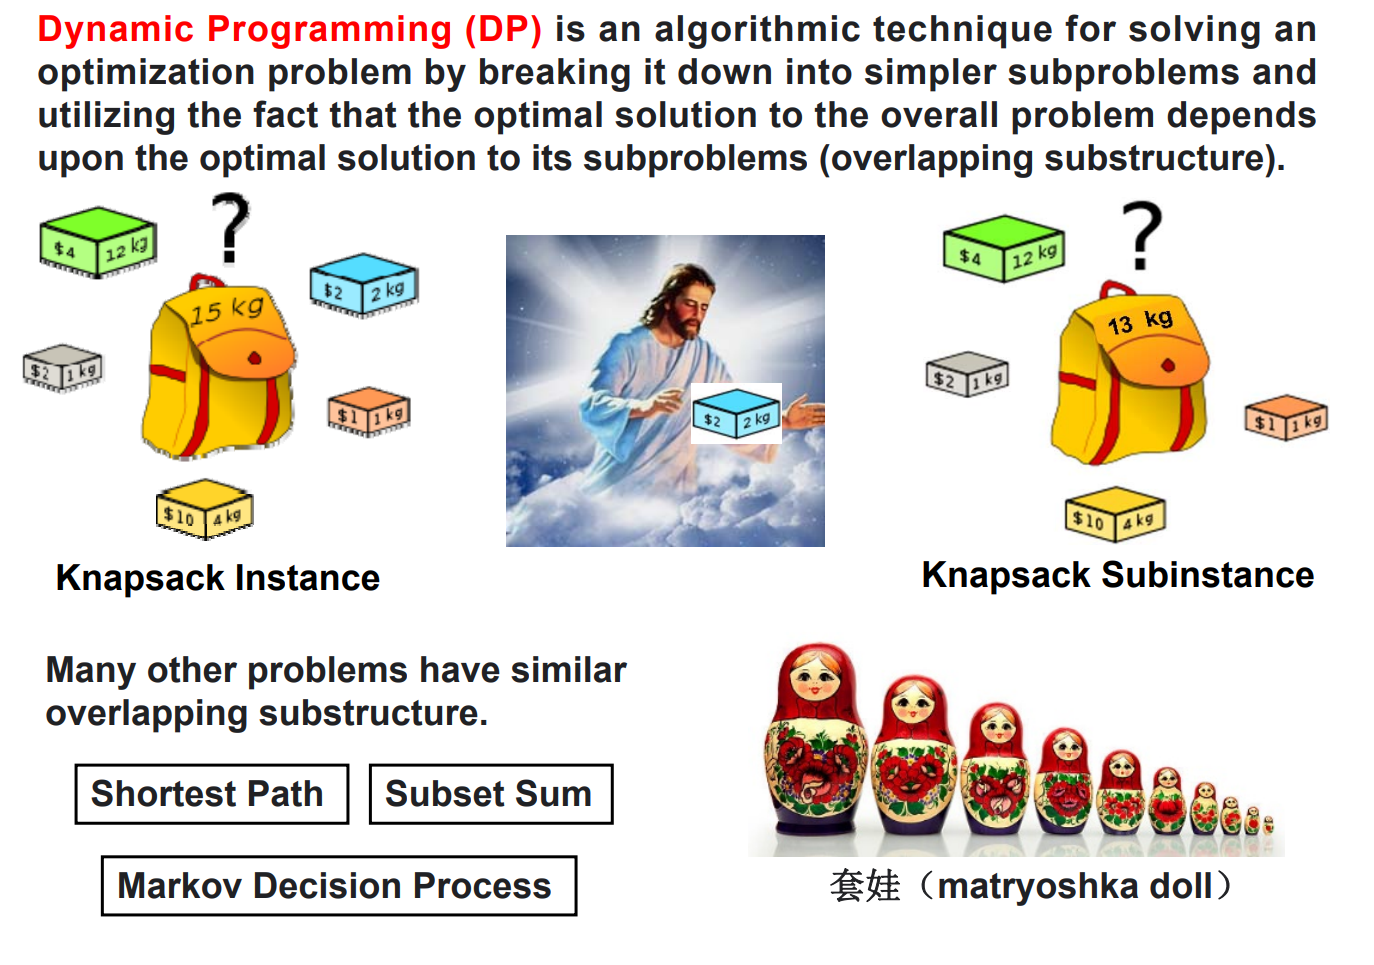 Dynamic Programming (DP) is an algorithmic technique for solving an
optimization problem by breaking it down into simpler subproblems and
utilizing the fact that the optimal solution to the overall problem depends
upon the optimal solution to its subproblems (overlapping substructure).
?
$4 12 kg
$2 2 kg
15 kg
$2 1 kg
$1 1 kg
$10 4 kg
Knapsack Instance
$2 2 kg
?
$4 12 kg
13 kg
$2 1 kg
$1 1 kg
$10 4 kg
Knapsack Subinstance
Many other problems have similar
overlapping substructure.
Shortest Path
Subset Sum
Markov Decision Process
套娃（matryoshka doll）